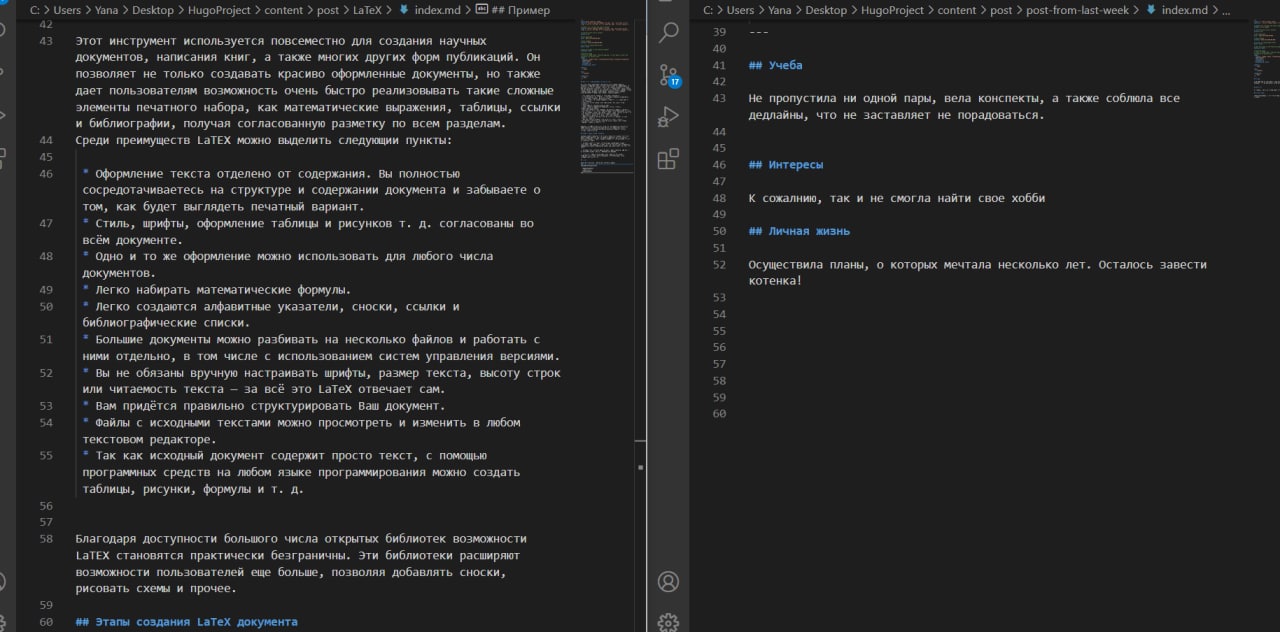 C: > Users > Yana > Desktop > HugoProject > content > post > LaTeX > index.md > ## Пример
42
43 Этот инструмент используется повсеместно для создания научных
документов, написания книг, а также многих других форм публикаций. Он
позволяет не только создавать красиво оформленные документы, но также
дает пользователям возможность очень быстро реализовывать такие сложные
элементы печатного набора, как математические выражения, таблицы, ссылки
и библиографии, получая согласованную разметку по всем разделам.
44 Среди преимуществ LaTEX можно выделить следующии пункты:
45
46 * Оформление текста отделено от содержания. Вы полностью
сосредотачиваетесь на структуре и содержании документа и забываете о
том, как будет выглядеть печатный вариант.
47 * Стиль, шрифты, оформление таблицы и рисунков т. д. согласованы во
всём документе.
48 * Одно и то же оформление можно использовать для любого числа
документов.
49 * Легко набирать математические формулы.
50 * Легко создаются алфавитные указатели, сноски, ссылки и
библиографические списки.
51 * Большие документы можно разбивать на несколько файлов и работать с
ними отдельно, в том числе с использованием систем управления версиями.
52 * Вы не обязаны вручную настраивать шрифты, размер текста, высоту строк
или читаемость текста — за всё это LaTeX отвечает сам.
53 * Вам придётся правильно структурировать Ваш документ.
54 * Файлы с исходными текстами можно просмотреть и изменить в любом
текстовом редакторе.
55 * Так как исходный документ содержит просто текст, с помощью
программных средств на любом языке программирования можно создать
таблицы, рисунки, формулы и т. д.
56
57
58 Благодаря доступности большого числа открытых библиотек возможности
LaTEX становятся практически безграничны. Эти библиотеки расширяют
возможности пользователей еще больше, позволяя добавлять сноски,
рисовать схемы и прочее.
59
60 ## Этапы создания LaTeX документа
17
C: > Users > Yana > Desktop > HugoProject > content > post > post-from-last-week > index.md > ...
39 ---
40
41 ## Учеба
42
43 Не пропустила ни одной пары, вела конспекты, а также соблюла все
дедлайны, что не заставляет не порадоваться.
44
45
46 ## Интересы
47
48 К сожалнию, так и не смогла найти свое хобби
49
50 ## Личная жизнь
51
52 Осуществила планы, о которых мечтала несколько лет. Осталось завести
котенка!
53
54
55
56
57
58
59
60